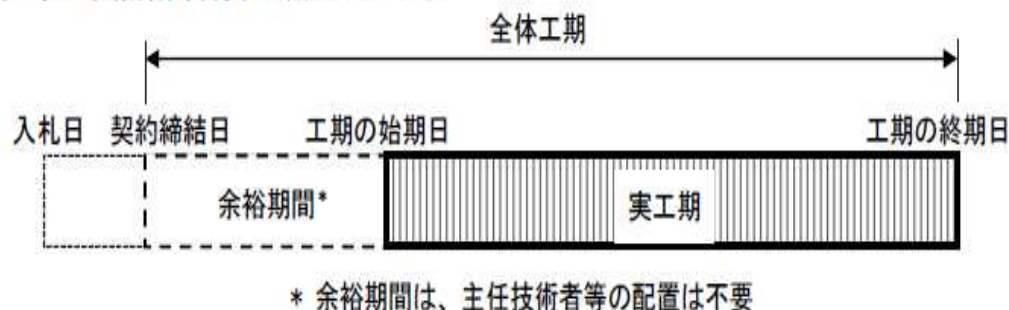 全体工期
入札日 契約締結日 工期の始期日 工期の終期日
余裕期間* 実工期
* 余裕期間は、主任技術者等の配置は不要